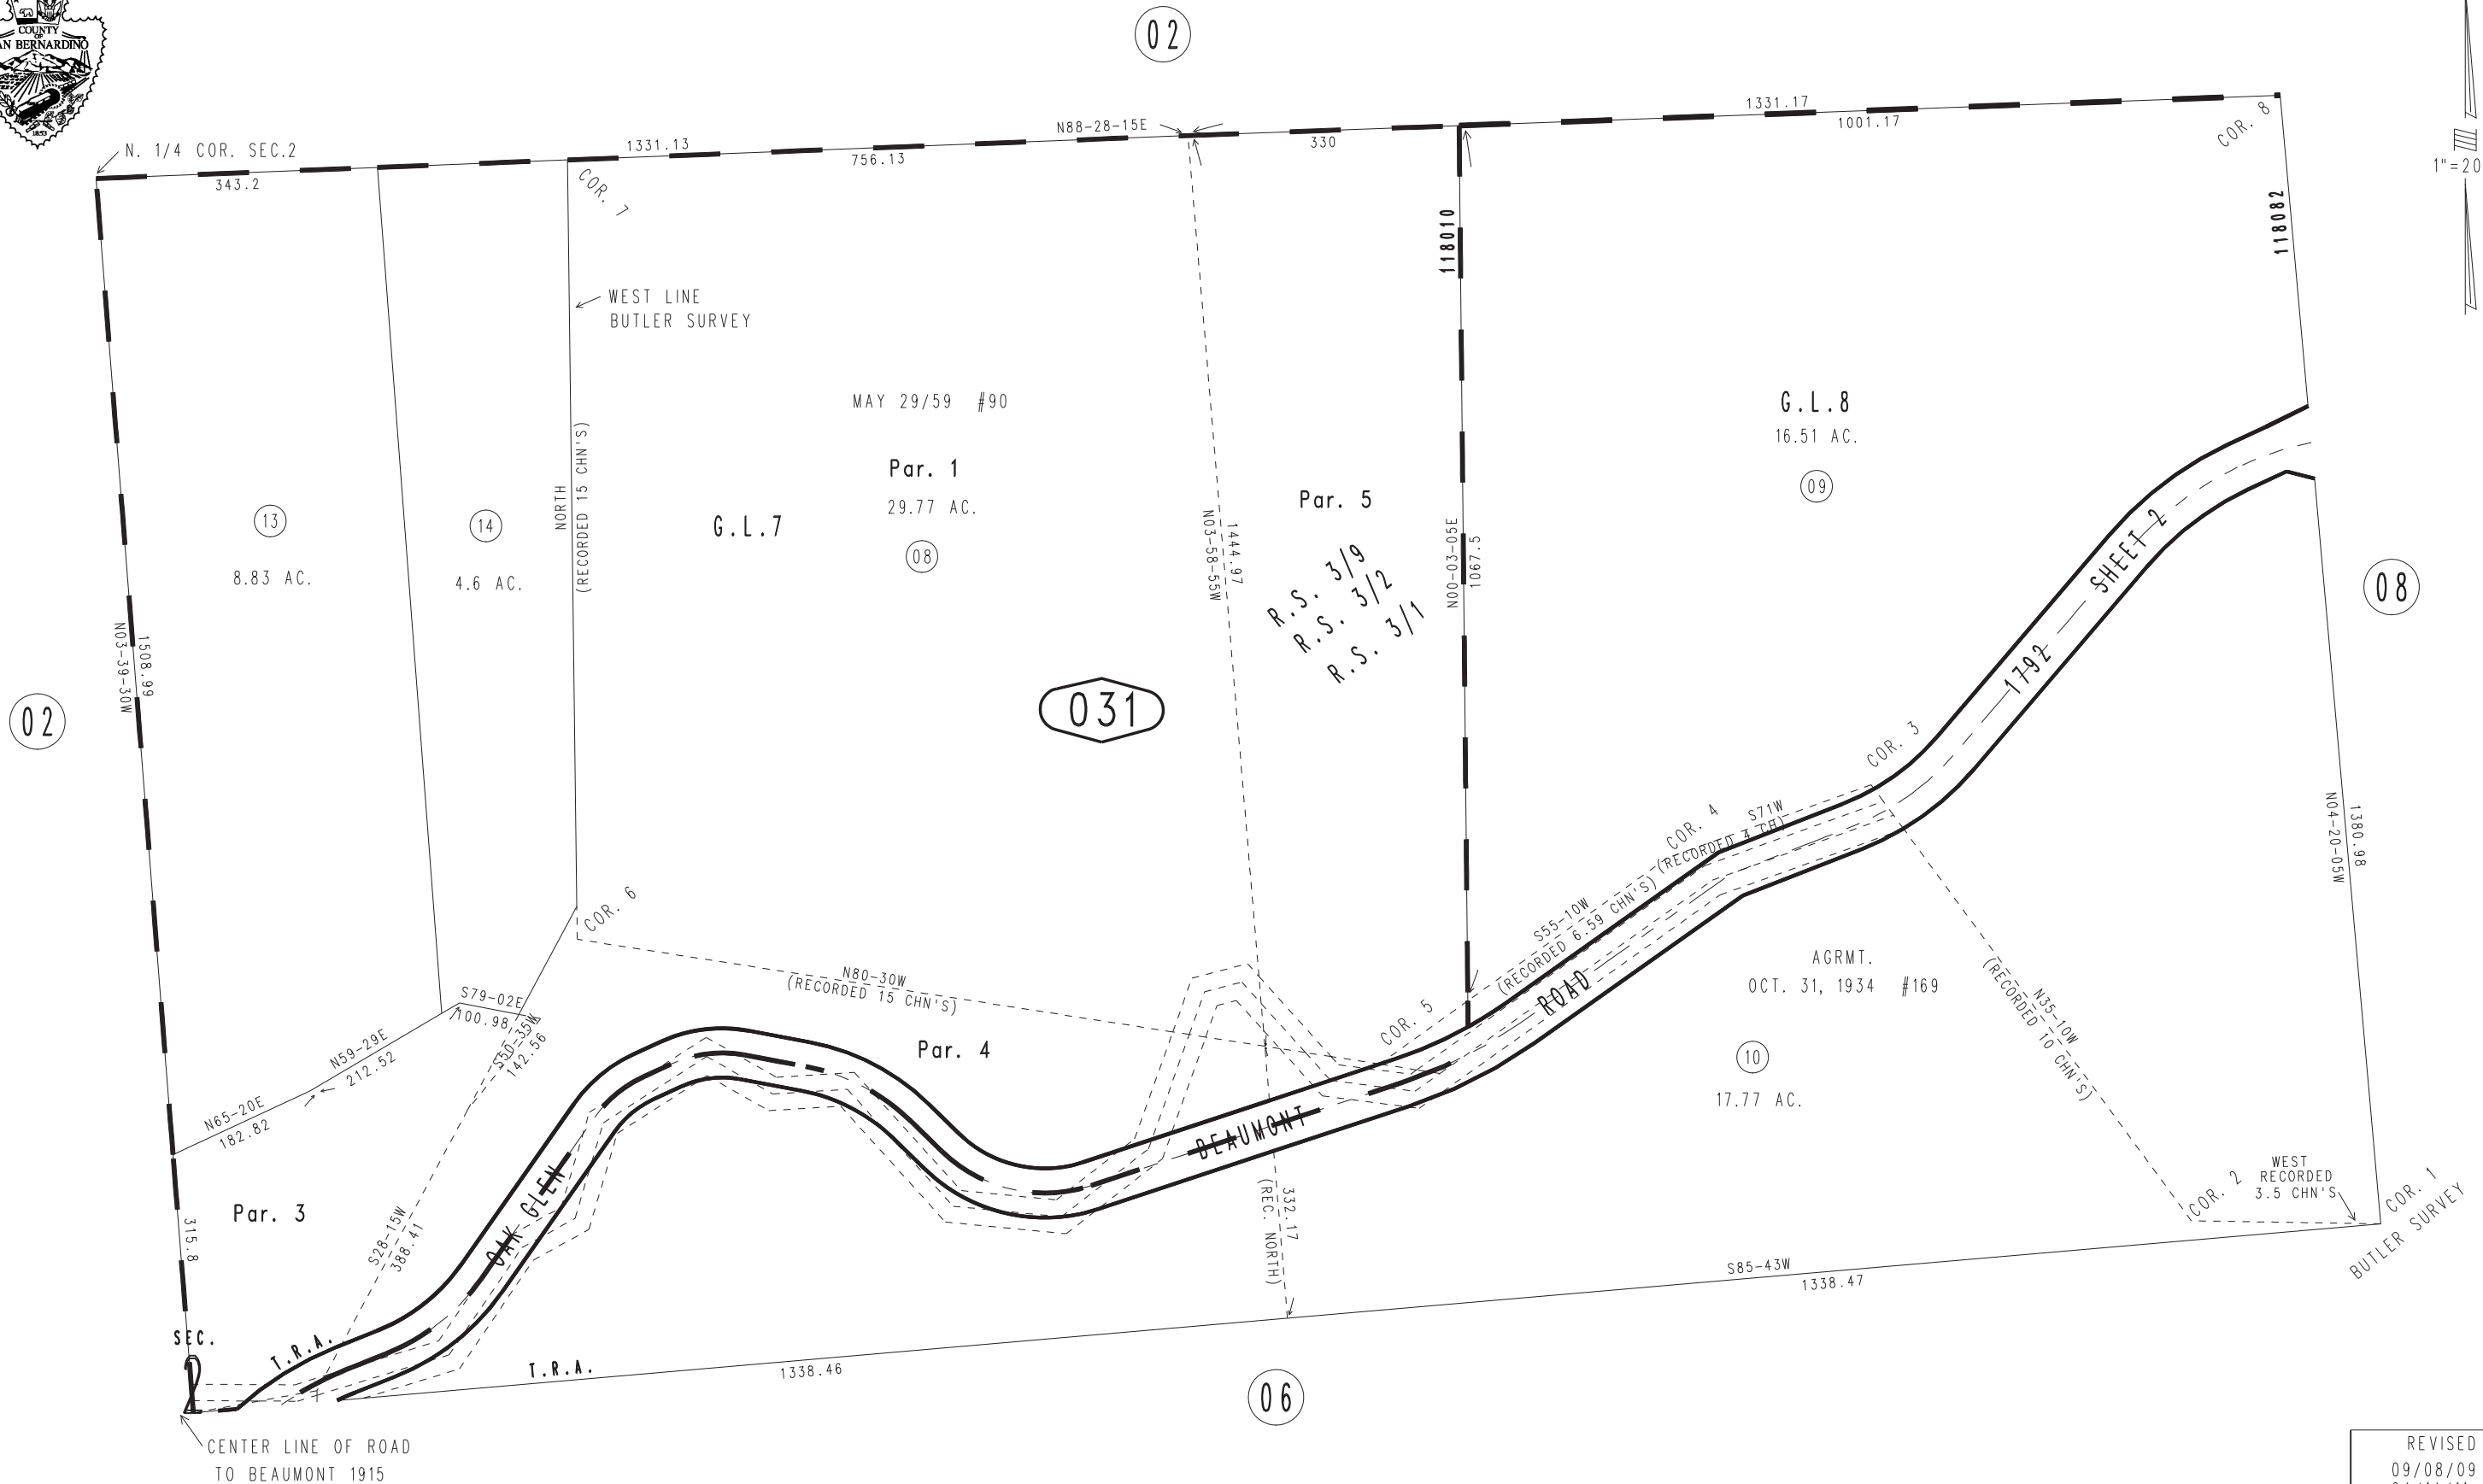 COUNTY
OF
AN BERNARDINO
1853
02
N. 1/4 COR. SEC.2
343.2
1331.13
756.13
N88-28-15E
330
1331.17
1001.17
COR. 8
1"=20
COR. 7
118010
118082
WEST LINE
BUTLER SURVEY
MAY 29/59 #90
Par. 1
29.77 AC.
08
G.L.7
G.L.8
16.51 AC.
09
Par. 5
13
8.83 AC.
14
4.6 AC.
NORTH
(RECORDED 15 CHN'S)
N03-58-55W
1444.97
N00-03-05E
1067.5
R.S. 3/9
R.S. 3/2
R.S. 3/1
SHEET 2
1792
08
N03-39-30W
1508.99
02
031
COR. 3
COR. 4
S71W
(RECORDED 4 CH)
N04-20-05W
1380.98
COR. 6
S55-10W
(RECORDED 6.59 CHN'S)
N80-30W
(RECORDED 15 CHN'S)
AGRMT.
OCT. 31, 1934 #169
ROAD
N35-10W
(RECORDED 10 CHN'S)
S79-02E
100.98
S50-35W
142.56
COR. 5
Par. 4
10
17.77 AC.
N59-29E
212.52
N65-20E
182.82
BEAUMONT
OAK GLEN
WEST
RECORDED
3.5 CHN'S
COR. 2
COR. 1
BUTLER SURVEY
Par. 3
315.8
S28-15W
388.41
332.17
(REC. NORTH)
S85-43W
1338.47
SEC.
2
T.R.A.
T.R.A.
1338.46
06
CENTER LINE OF ROAD
TO BEAUMONT 1915
REVISED
09/08/09